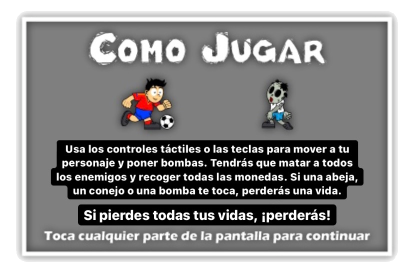 COMO JUGAR
Usa los controles táctiles o las teclas para mover a tu
personaje y poner bombas. Tendrás que matar a todos
los enemigos y recoger todas las monedas. Si una abeja,
un conejo o una bomba te toca, perderás una vida.
Si pierdes todas tus vidas, ¡perderás!
Toca cualquier parte de la pantalla para continuar